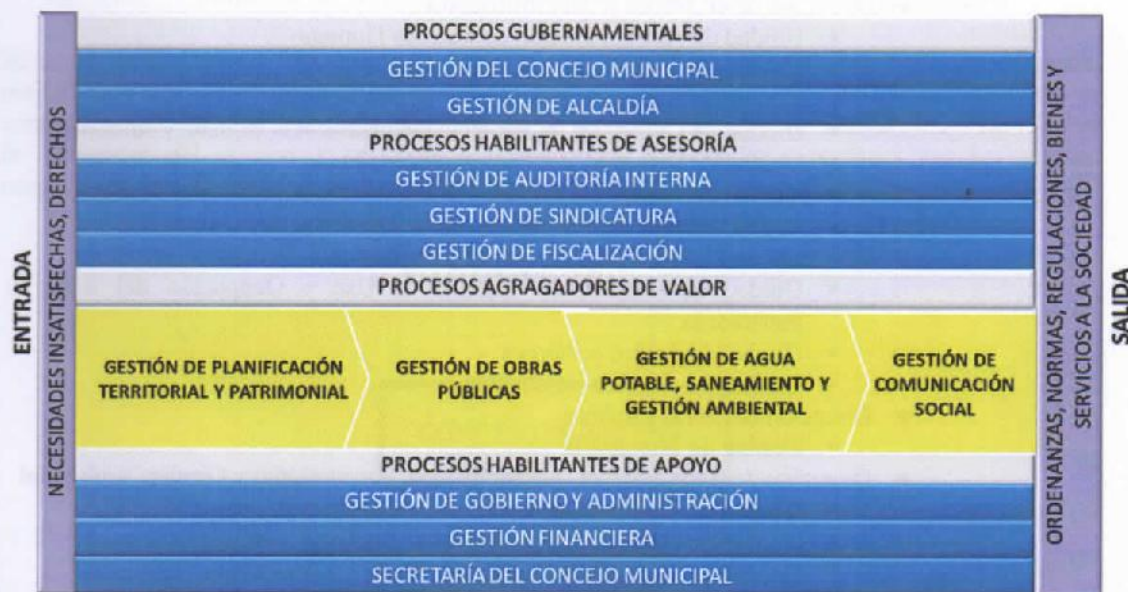 ENTRADA
NECESIDADES INSATISFECHAS, DERECHOS
PROCESOS GUBERNAMENTALES
GESTIÓN DEL CONCEJO MUNICIPAL
GESTIÓN DE ALCALDÍA
PROCESOS HABILITANTES DE ASESORÍA
GESTIÓN DE AUDITORÍA INTERNA
GESTIÓN DE SINDICATURA
GESTIÓN DE FISCALIZACIÓN
PROCESOS AGRAGADORES DE VALOR
GESTIÓN DE PLANIFICACIÓN
TERRITORIAL Y PATRIMONIAL
GESTIÓN DE OBRAS
PÚBLICAS
GESTIÓN DE AGUA
POTABLE, SANEAMIENTO Y
GESTIÓN AMBIENTAL
GESTIÓN DE
COMUNICACIÓN
SOCIAL
PROCESOS HABILITANTES DE APOYO
GESTIÓN DE GOBIERNO Y ADMINISTRACIÓN
GESTIÓN FINANCIERA
SECRETARÍA DEL CONCEJO MUNICIPAL
ORDENANZAS, NORMAS, REGULACIONES, BIENES Y
SERVICIOS A LA SOCIEDAD
SALIDA